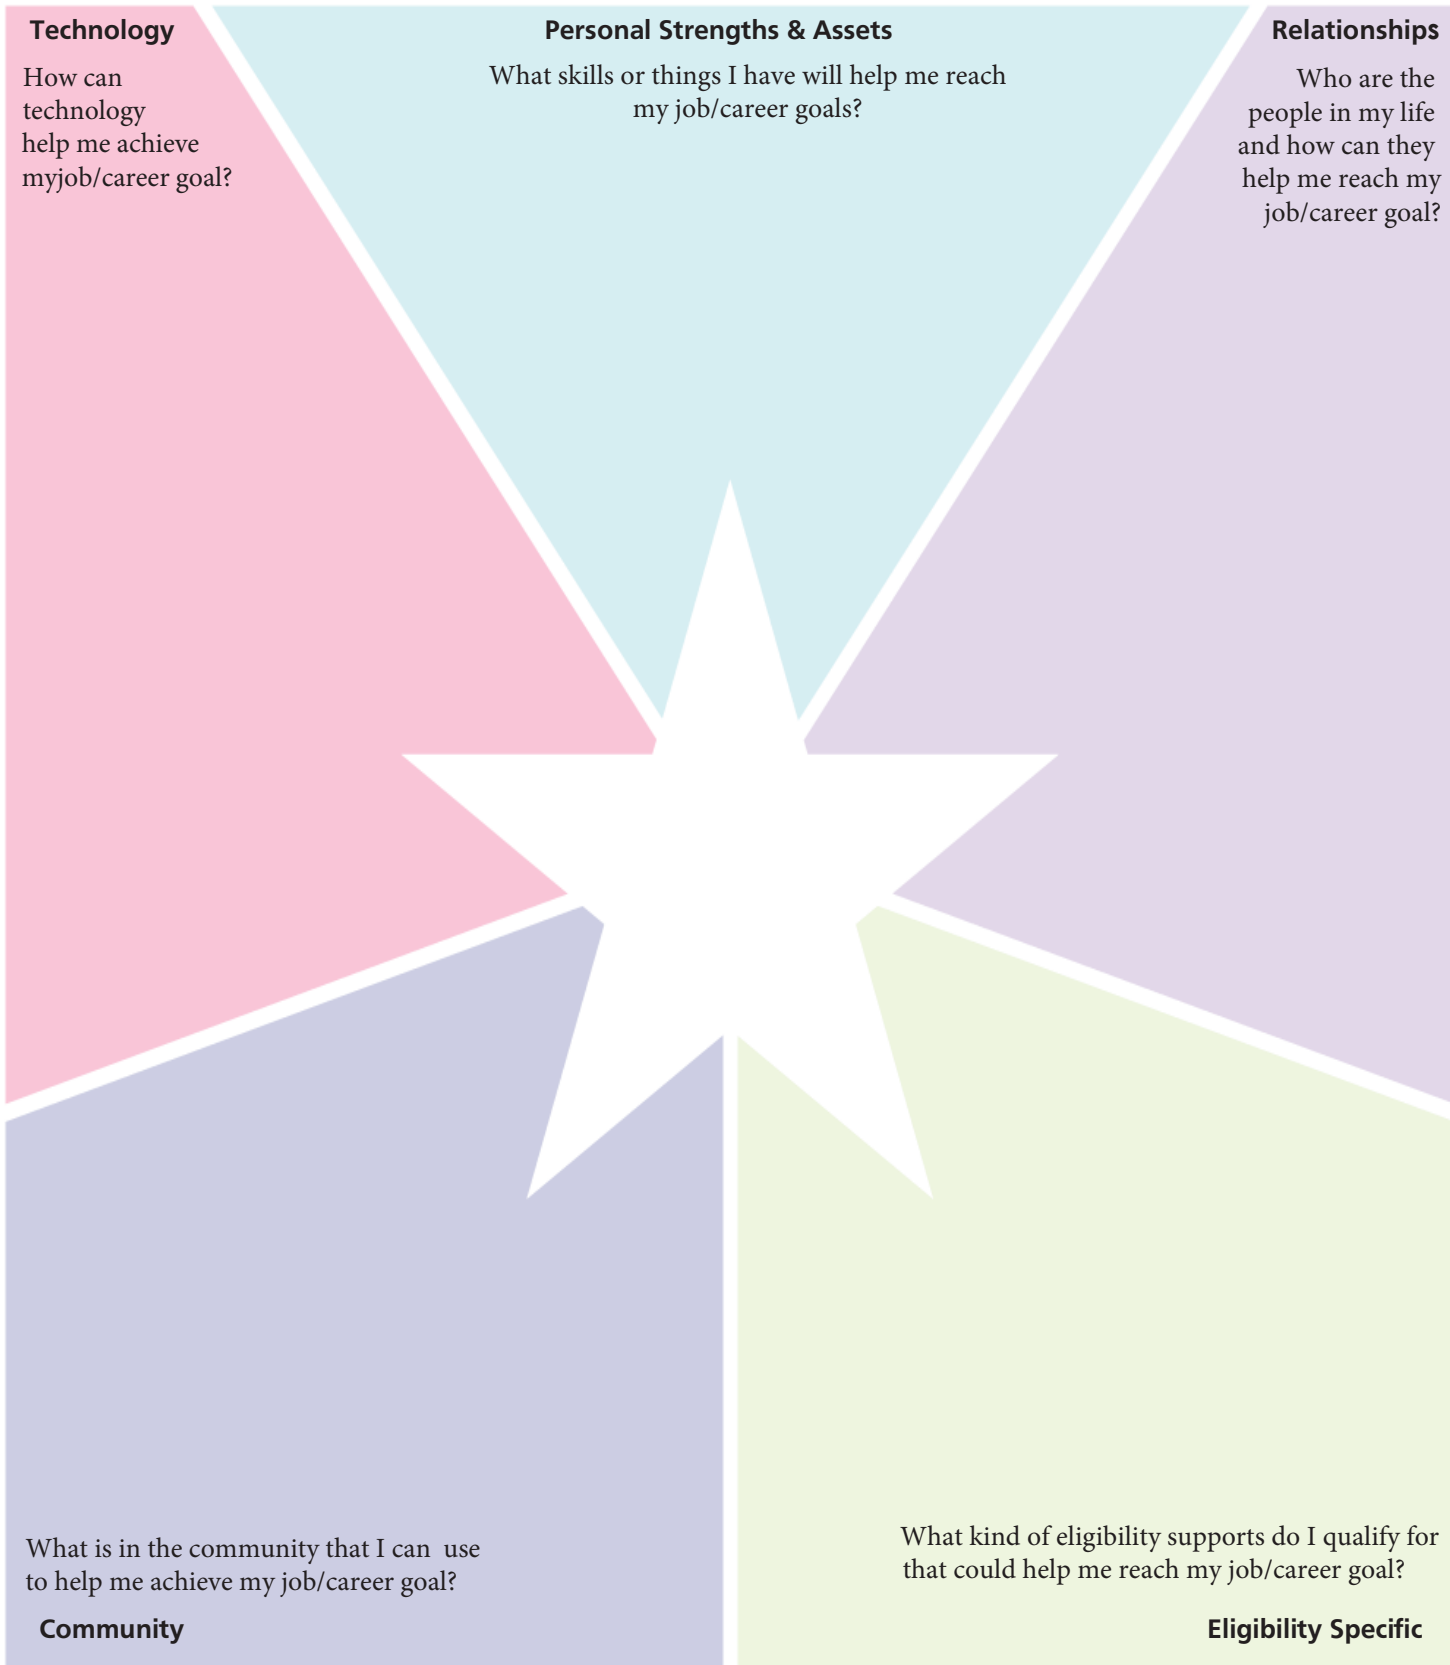 Technology
How can
technology
help me achieve
myjob/career goal?
Personal Strengths & Assets
What skills or things I have will help me reach
my job/career goals?
Relationships
Who are the
people in my life
and how can they
help me reach my
job/career goal?
What is in the community that I can  use
to help me achieve my job/career goal?
Community
What kind of eligibility supports do I qualify for
that could help me reach my job/career goal?
Eligibility Specific